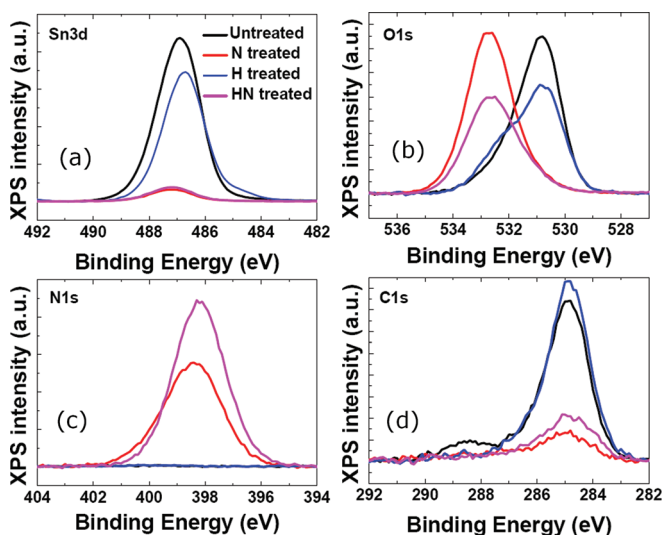 Sn3d
Untreated
N treated
H treated
HN treated
(a)
XPS intensity (a.u.)
492 490 488 486 484 482
Binding Energy (eV)
O1s
(b)
XPS intensity (a.u.)
536 534 532 530 528
Binding Energy (eV)
N1s
(c)
XPS intensity (a.u.)
404 402 400 398 396 394
Binding Energy (eV)
C1s
(d)
XPS intensity (a.u.)
292 290 288 286 284 282
Binding Energy (eV)